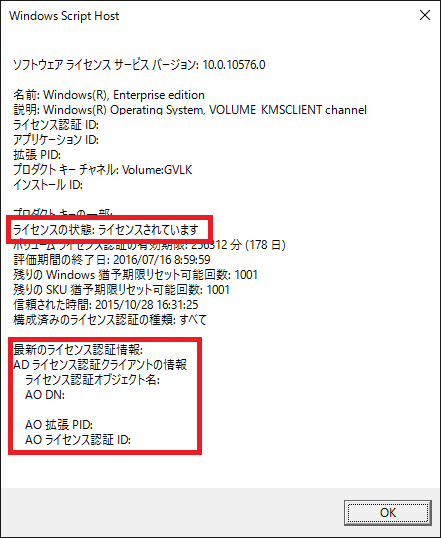 Windows Script Host
ソフトウェア ライセンス サービス バージョン: 10.0.10576.0
名前: Windows(R), Enterprise edition
説明: Windows(R) Operating System, VOLUME_KMSCLIENT channel
ライセンス認証 ID:
アプリケーション ID:
拡張 PID:
プロダクト キー チャネル: Volume:GVLK
インストール ID:
プロダクト キーの一部:
ライセンスの状態: ライセンスされています
ボリューム ライセンス認証の有効期限: 256312 分 (178 日)
評価期間の終了日: 2016/07/16 8:59:59
残りの Windows 猶予期限リセット可能回数: 1001
残りの SKU 猶予期限リセット可能回数: 1001
信頼された時間: 2015/10/28 16:31:25
構成済みのライセンス認証の種類: すべて
最新のライセンス認証情報:
AD ライセンス認証クライアントの情報
ライセンス認証オブジェクト名:
AO DN:
AO 拡張 PID:
AO ライセンス認証 ID:
OK